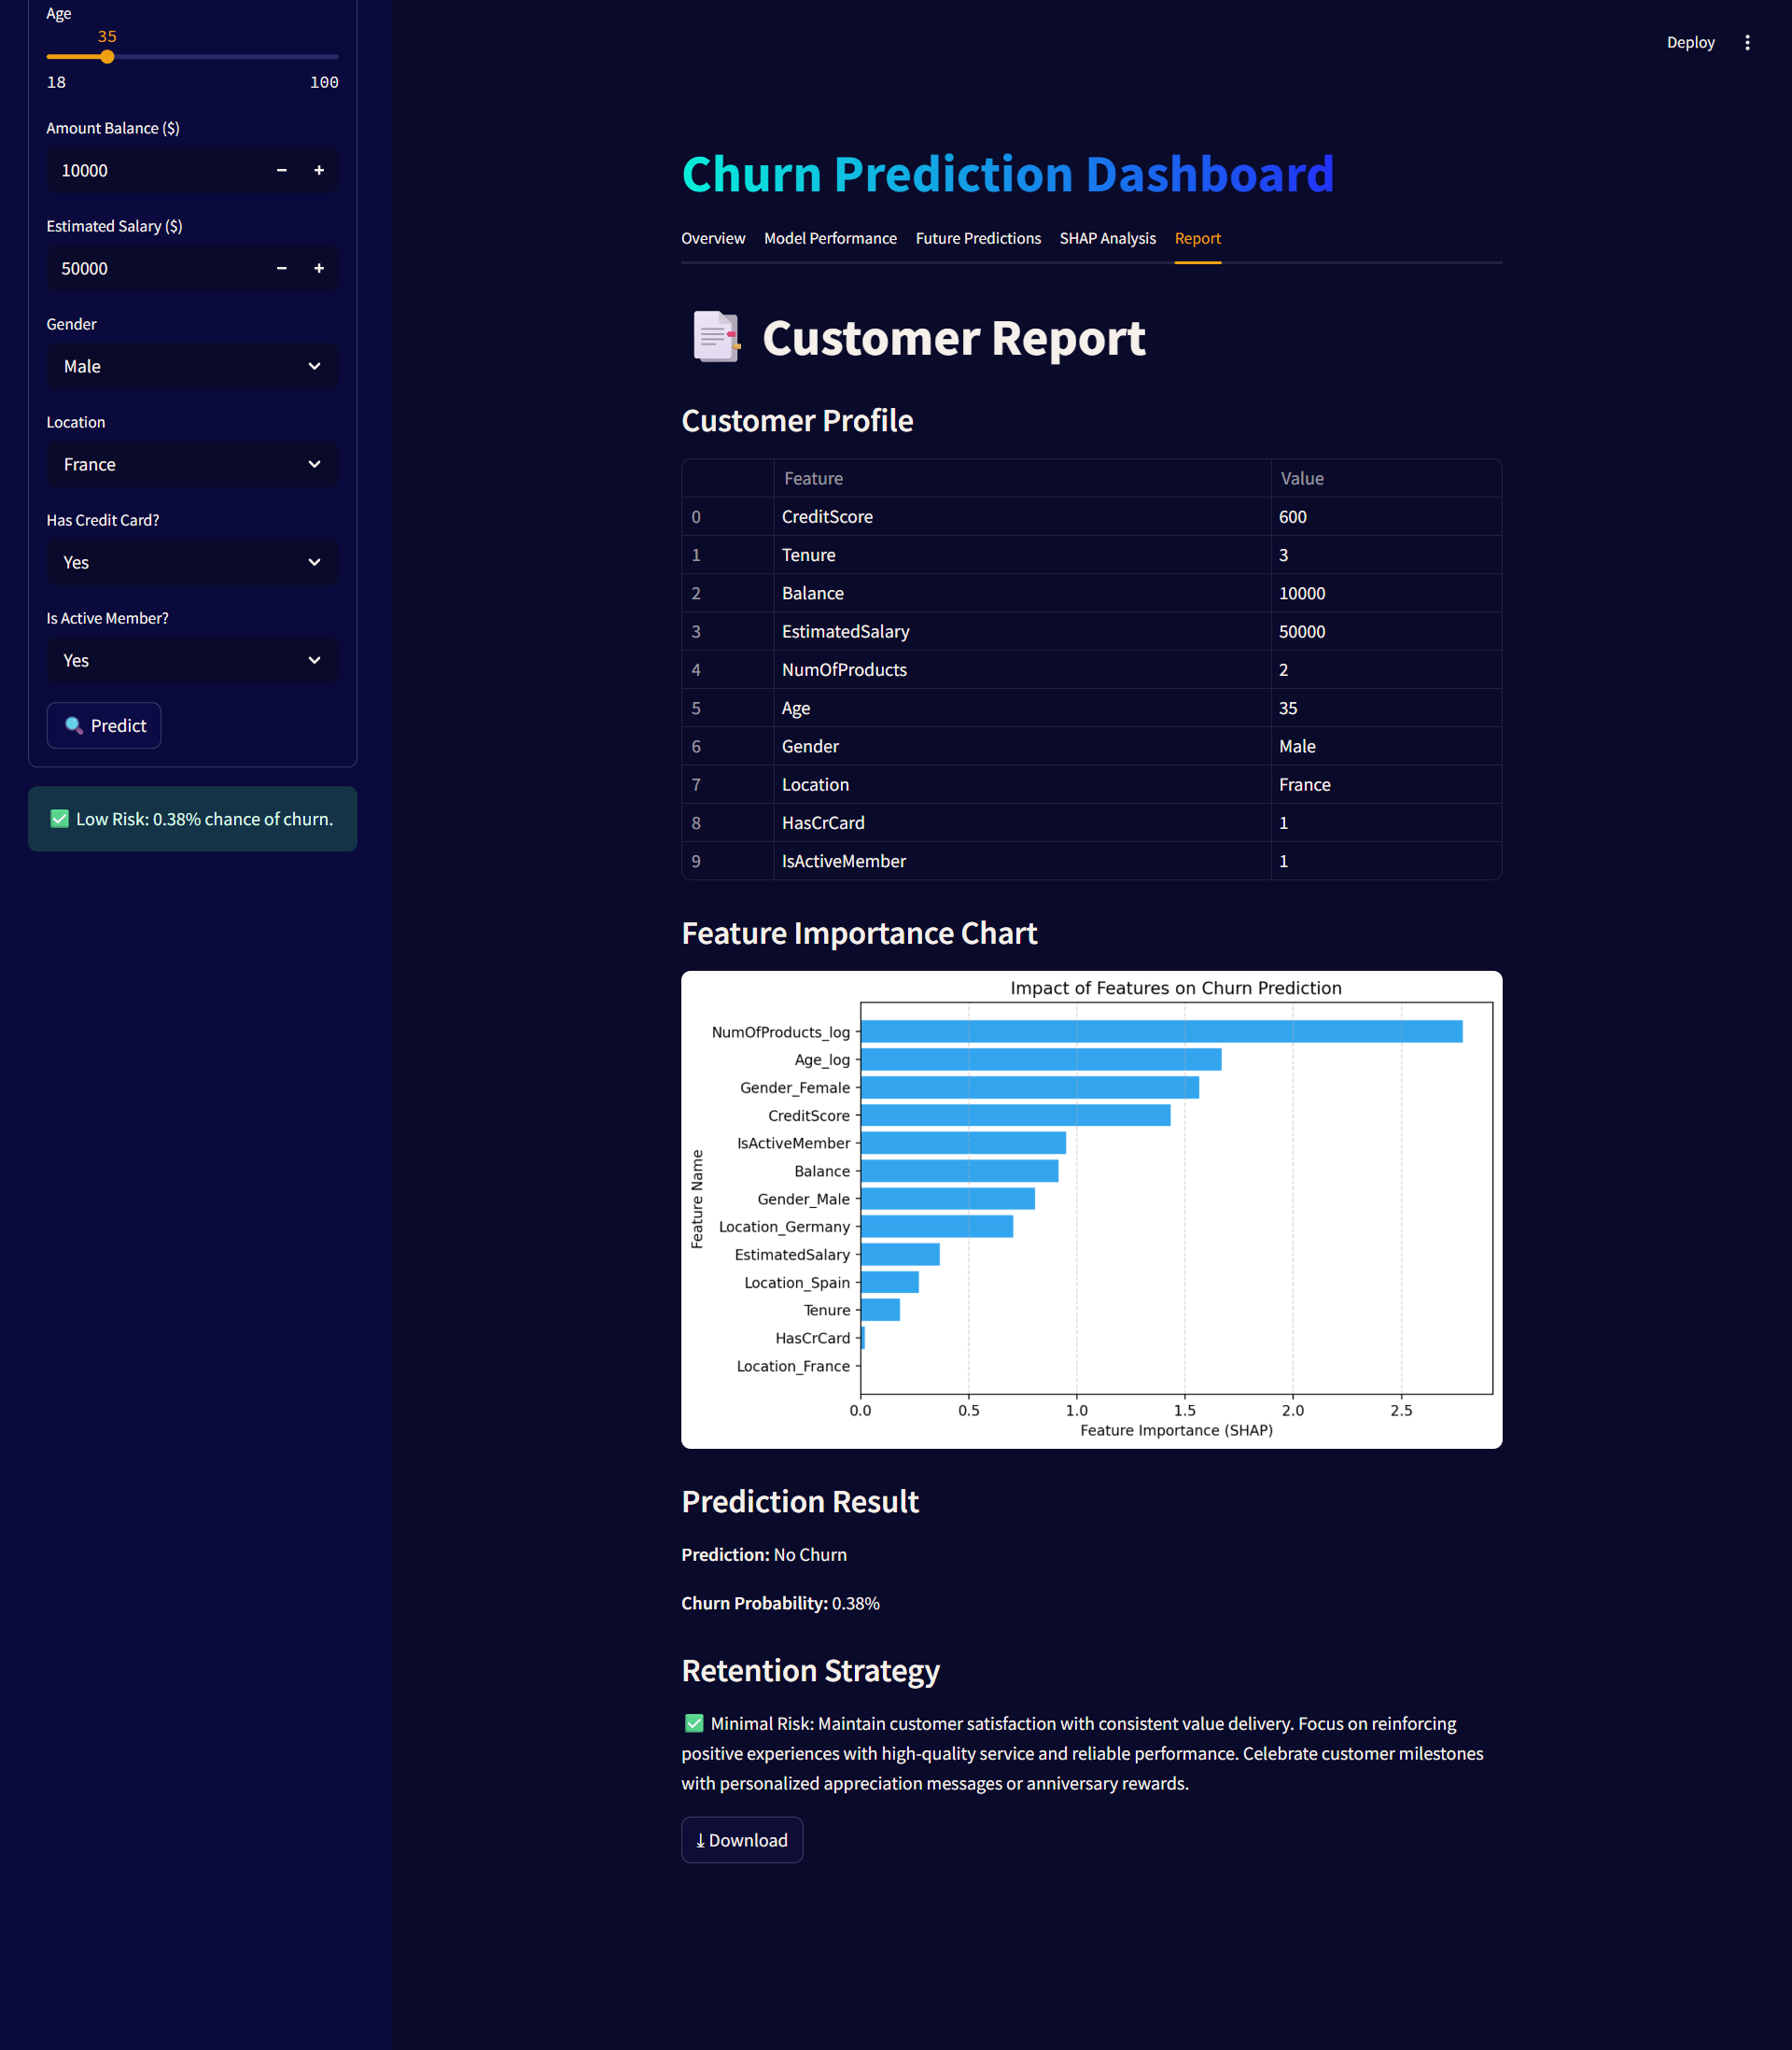 Age
35
18 100
Amount Balance ($)
10000 − +
Estimated Salary ($)
50000 − +
Gender
Male
Location
France
Has Credit Card?
Yes
Is Active Member?
Yes
Predict
Low Risk: 0.38% chance of churn.
Deploy
Churn Prediction Dashboard
Overview Model Performance Future Predictions SHAP Analysis Report
Customer Report
Customer Profile
Feature Value
0 CreditScore 600
1 Tenure 3
2 Balance 10000
3 EstimatedSalary 50000
4 NumOfProducts 2
5 Age 35
6 Gender Male
7 Location France
8 HasCrCard 1
9 IsActiveMember 1
Feature Importance Chart
Impact of Features on Churn Prediction
Feature Name
NumOfProducts_log
Age_log
Gender_Female
CreditScore
IsActiveMember
Balance
Gender_Male
Location_Germany
EstimatedSalary
Location_Spain
Tenure
HasCrCard
Location_France
0.0 0.5 1.0 1.5 2.0 2.5
Feature Importance (SHAP)
Prediction Result
Prediction: No Churn
Churn Probability: 0.38%
Retention Strategy
Minimal Risk: Maintain customer satisfaction with consistent value delivery. Focus on reinforcing
positive experiences with high-quality service and reliable performance. Celebrate customer milestones
with personalized appreciation messages or anniversary rewards.
Download